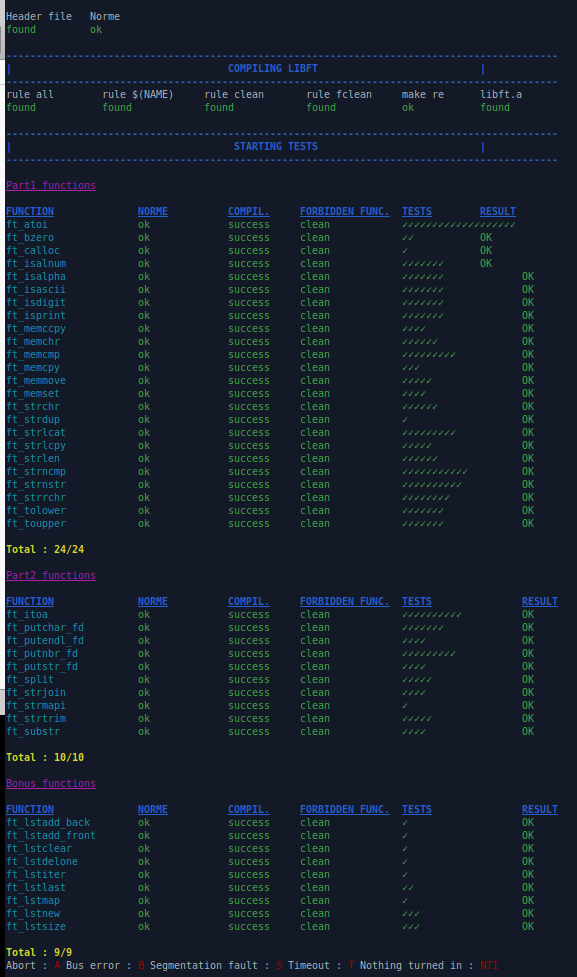 Header file Norme
found ok
--------------------------------------------------------------------------------------------
| COMPILING LIBFT |
--------------------------------------------------------------------------------------------
rule all rule $(NAME) rule clean rule fclean make re libft.a
found found found found ok found
--------------------------------------------------------------------------------------------
| STARTING TESTS |
--------------------------------------------------------------------------------------------
Part1 functions
FUNCTION NORME COMPIL. FORBIDDEN FUNC. TESTS RESULT
ft_atoi ok success clean ✓✓✓✓✓✓✓✓✓✓✓✓✓✓✓✓✓✓✓
ft_bzero ok success clean ✓✓ OK
ft_calloc ok success clean ✓ OK
ft_isalnum ok success clean ✓✓✓✓✓✓✓ OK
ft_isalpha ok success clean ✓✓✓✓✓✓✓ OK
ft_isascii ok success clean ✓✓✓✓✓✓✓ OK
ft_isdigit ok success clean ✓✓✓✓✓✓✓ OK
ft_isprint ok success clean ✓✓✓✓✓✓✓ OK
ft_memccpy ok success clean ✓✓✓✓ OK
ft_memchr ok success clean ✓✓✓✓✓✓ OK
ft_memcmp ok success clean ✓✓✓✓✓✓✓✓✓ OK
ft_memcpy ok success clean ✓✓✓ OK
ft_memmove ok success clean ✓✓✓✓✓ OK
ft_memset ok success clean ✓✓✓✓ OK
ft_strchr ok success clean ✓✓✓✓✓✓ OK
ft_strdup ok success clean ✓ OK
ft_strlcat ok success clean ✓✓✓✓✓✓✓✓✓ OK
ft_strlcpy ok success clean ✓✓✓✓✓ OK
ft_strlen ok success clean ✓✓✓✓✓✓ OK
ft_strncmp ok success clean ✓✓✓✓✓✓✓✓✓✓✓ OK
ft_strnstr ok success clean ✓✓✓✓✓✓✓✓✓✓ OK
ft_strrchr ok success clean ✓✓✓✓✓✓✓✓ OK
ft_tolower ok success clean ✓✓✓✓✓✓✓ OK
ft_toupper ok success clean ✓✓✓✓✓✓✓ OK
Total : 24/24
Part2 functions
FUNCTION NORME COMPIL. FORBIDDEN FUNC. TESTS RESULT
ft_itoa ok success clean ✓✓✓✓✓✓✓✓✓✓ OK
ft_putchar_fd ok success clean ✓✓✓✓✓✓✓ OK
ft_putendl_fd ok success clean ✓✓✓✓ OK
ft_putnbr_fd ok success clean ✓✓✓✓✓✓✓✓✓ OK
ft_putstr_fd ok success clean ✓✓✓✓ OK
ft_split ok success clean ✓✓✓✓✓ OK
ft_strjoin ok success clean ✓✓✓✓ OK
ft_strmapi ok success clean ✓ OK
ft_strtrim ok success clean ✓✓✓✓✓ OK
ft_substr ok success clean ✓✓✓✓ OK
Total : 10/10
Bonus functions
FUNCTION NORME COMPIL. FORBIDDEN FUNC. TESTS RESULT
ft_lstadd_back ok success clean ✓ OK
ft_lstadd_front ok success clean ✓ OK
ft_lstclear ok success clean ✓ OK
ft_lstdelone ok success clean ✓ OK
ft_lstiter ok success clean ✓ OK
ft_lstlast ok success clean ✓✓ OK
ft_lstmap ok success clean ✓ OK
ft_lstnew ok success clean ✓✓✓ OK
ft_lstsize ok success clean ✓✓✓ OK
Total : 9/9
Abort : A Bus error : B Segmentation fault : S Timeout : T Nothing turned in : NTI